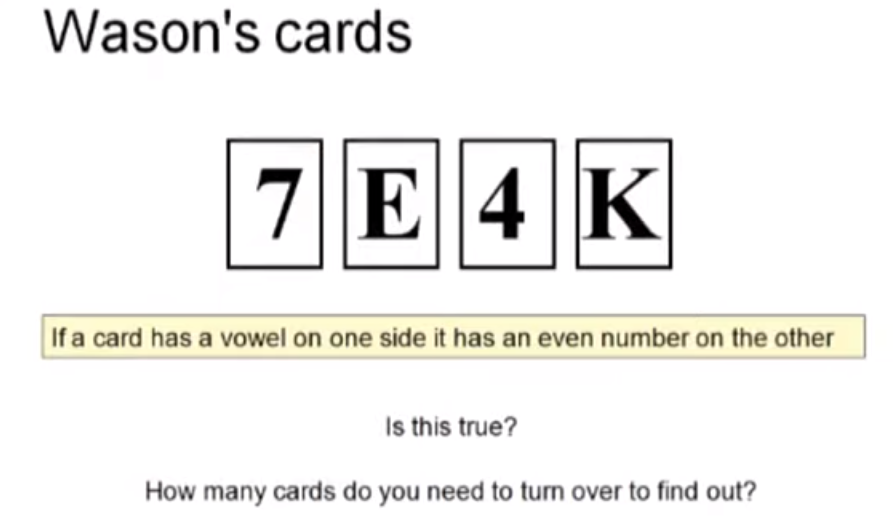 Wason's cards
7 E 4 K
If a card has a vowel on one side it has an even number on the other
Is this true?
How many cards do you need to turn over to find out?